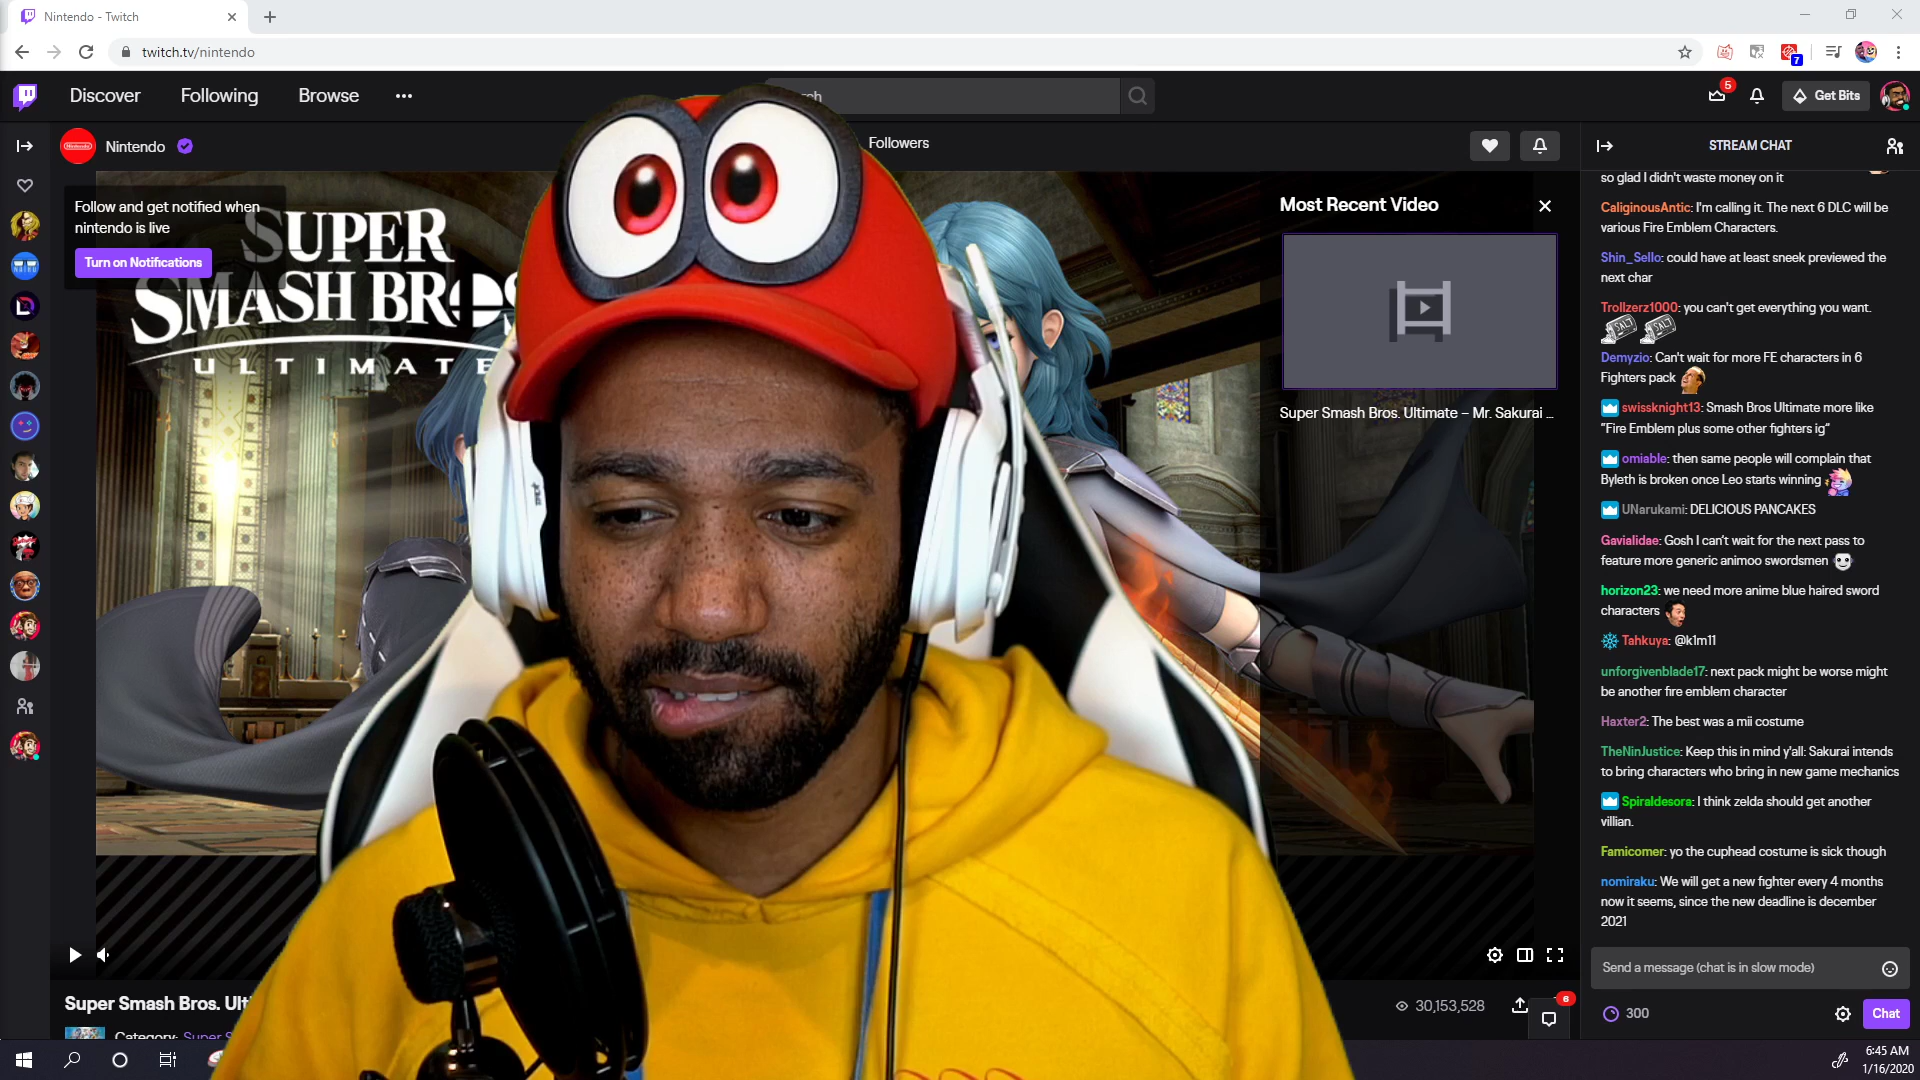 Nintendo - Twitch
twitch.tv/nintendo
7
Discover
Following
Browse
5
Get Bits
Nintendo
Followers
Follow and get notified when
nintendo is live
Turn on Notifications
SUPER
SMASH BR
ULTIMATE
Most Recent Video
Super Smash Bros. Ultimate – Mr. Sakurai ...
STREAM CHAT
so glad I didn't waste money on it
CaliginousAntic: I'm calling it. The next 6 DLC will be
various Fire Emblem Characters.
Shin_Sello: could have at least sneek previewed the
next char
Trollzerz1000: you can't get everything you want.
SALT SALT
Demyzio: Can't wait for more FE characters in 6
Fighters pack
swissknight13: Smash Bros Ultimate more like
"Fire Emblem plus some other fighters ig"
omiable: then same people will complain that
Byleth is broken once Leo starts winning
UNarukami: DELICIOUS PANCAKES
Gavialidae: Gosh I can't wait for the next pass to
feature more generic animoo swordsmen
horizon23: we need more anime blue haired sword
characters
Tahkuya: @k1m11
unforgivenblade17: next pack might be worse might
be another fire emblem character
Haxter2: The best was a mii costume
TheNinJustice: Keep this in mind y'all: Sakurai intends
to bring characters who bring in new game mechanics
Spiraldesora: I think zelda should get another
villian.
Famicomer: yo the cuphead costume is sick though
nomiraku: We will get a new fighter every 4 months
now it seems, since the new deadline is december
2021
Send a message (chat is in slow mode)
300
Chat
Super Smash Bros. Ult
30,153,528
6
Category: Super S
6:45 AM
1/16/2020